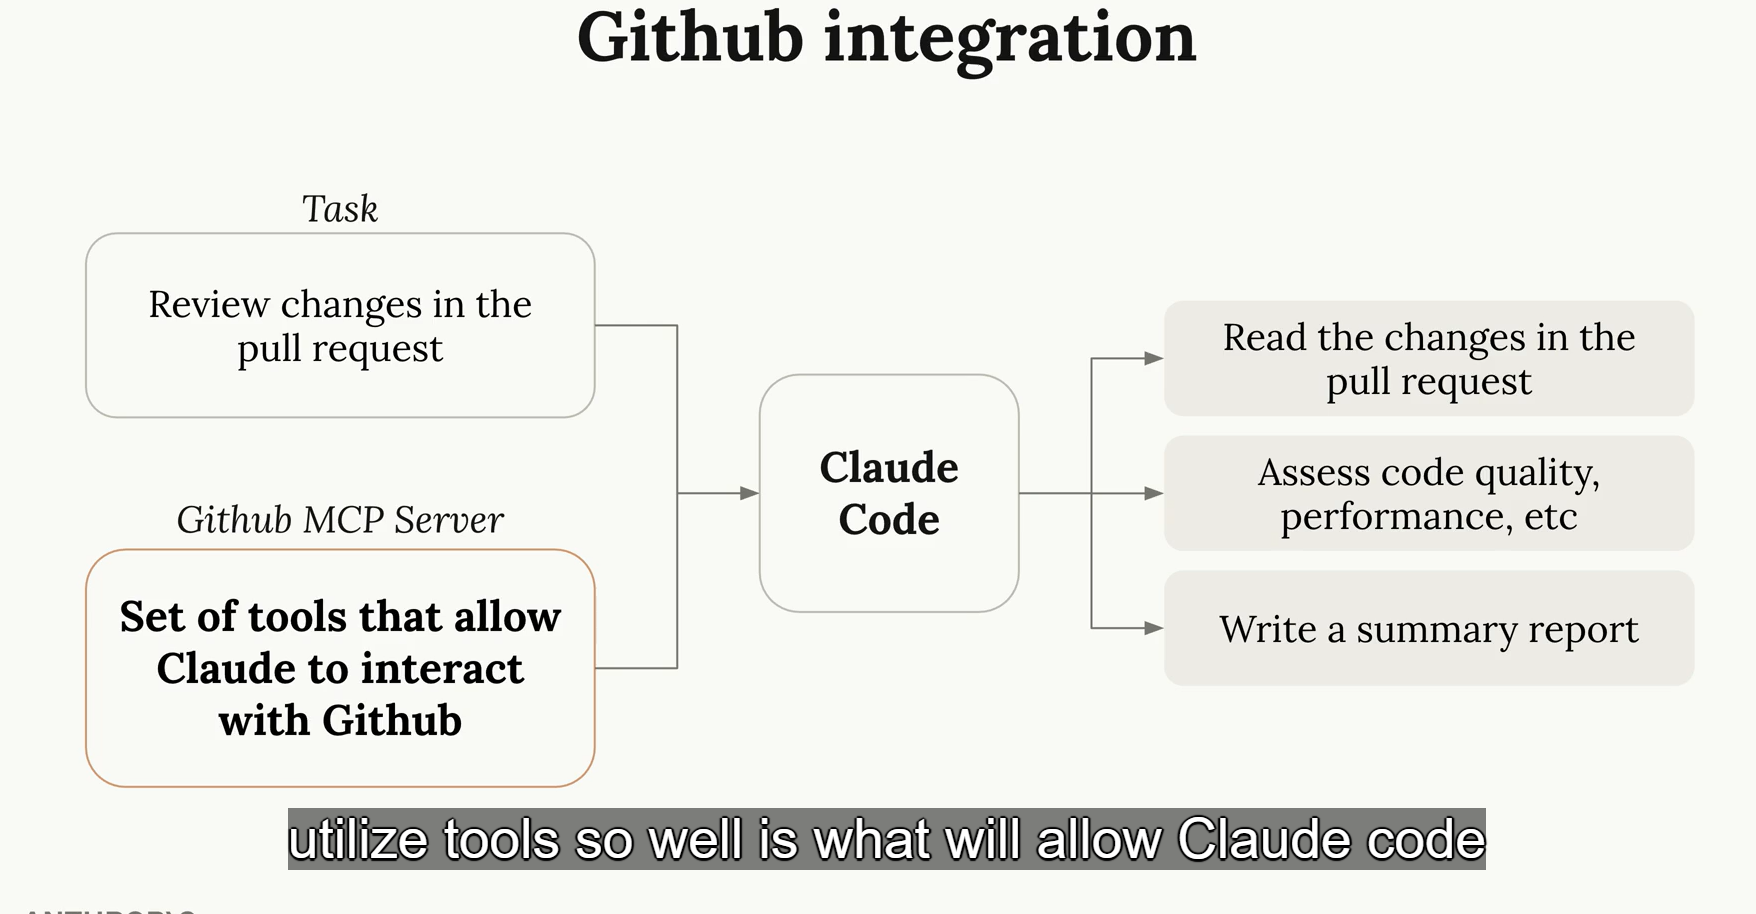 Github integration
Task
Review changes in the
pull request
Github MCP Server
Set of tools that allow
Claude to interact
with Github
Claude
Code
Read the changes in the
pull request
Assess code quality,
performance, etc
Write a summary report
utilize tools so well is what will allow Claude code